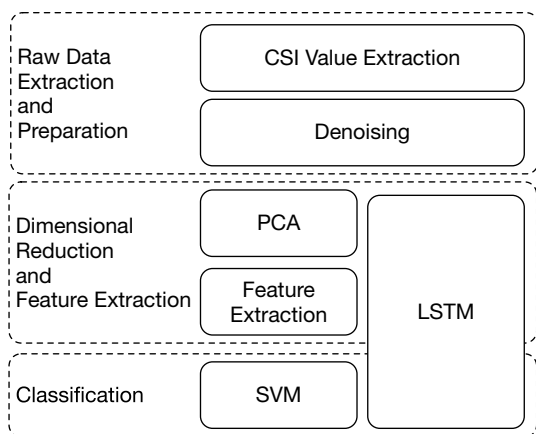 Raw Data
Extraction
and
Preparation
CSI Value Extraction
Denoising
Dimensional
Reduction
and
Feature Extraction
PCA
Feature
Extraction
LSTM
Classification
SVM